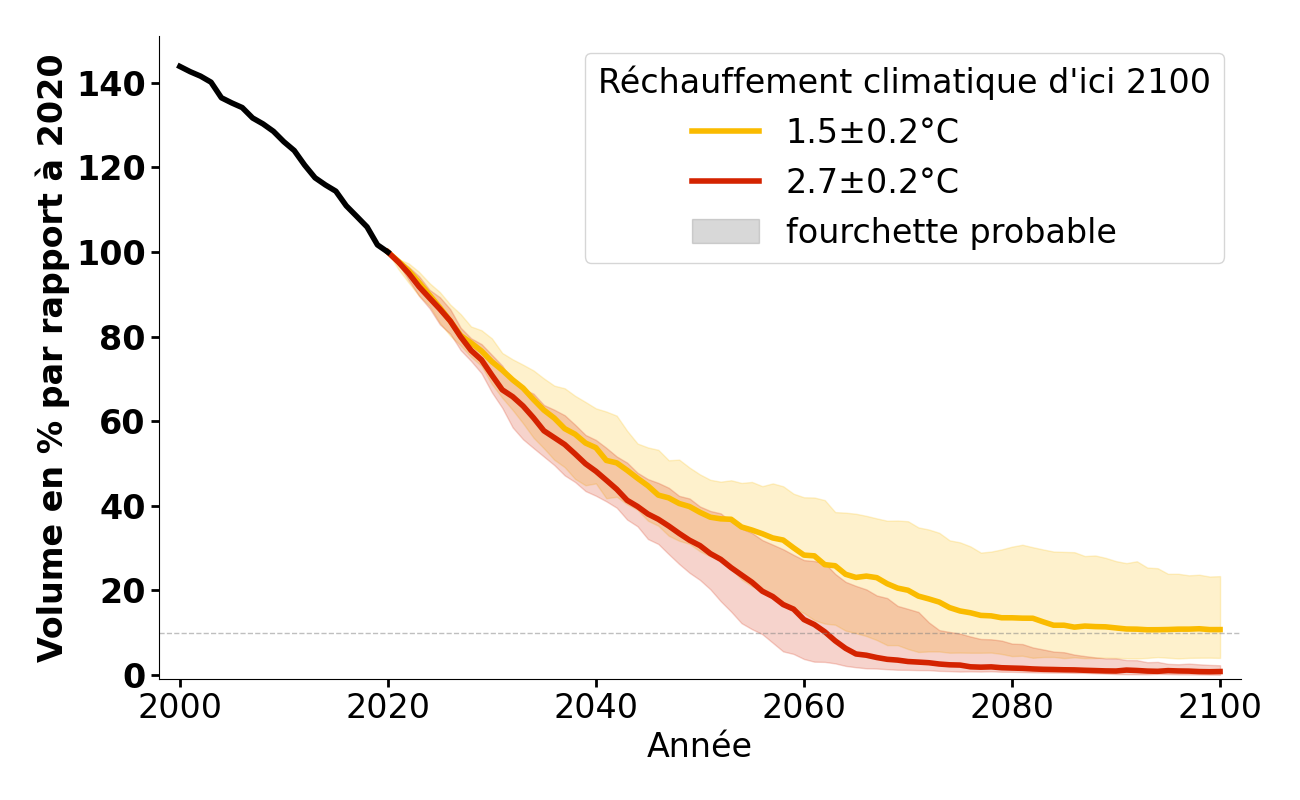 Volume en % par rapport à 2020
140
120
100
80
60
40
20
0
Réchauffement climatique d'ici 2100
1.5±0.2°C
2.7±0.2°C
fourchette probable
2000 2020 2040 2060 2080 2100
Année